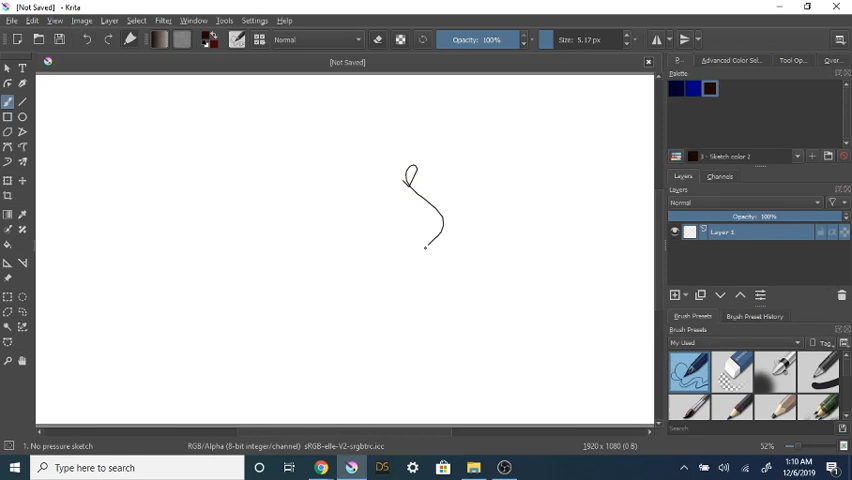 [Not Saved] - Krita
File Edit View Image Layer Select Filter Window Tools Settings Help
Normal Opacity: 100% Size: 5.17 px
[Not Saved]
P... Advanced Color Sel... Tool Op... Over...
Palette
3 - Sketch color 2
Layers Channels
Layers
Normal
Opacity: 100%
Layer 1
Brush Presets Brush Preset History
Brush Presets
My Used Tag
Search
1. No pressure sketch RGB/Alpha (8-bit integer/channel) sRGB-elle-V2-srgbtrc.icc 1920 x 1080 (0 B) 52%
Type here to search DS 1:10 AM
12/6/2019 1